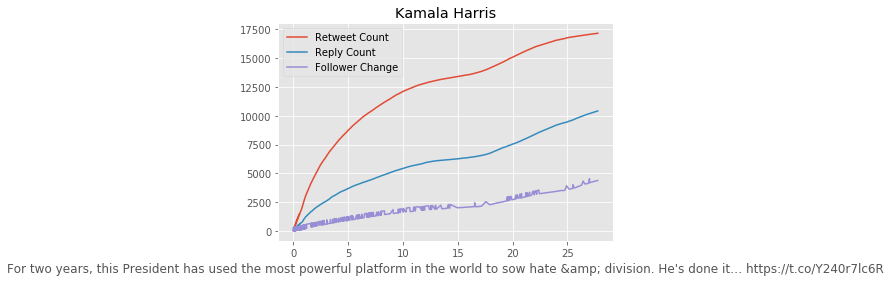 Kamala Harris
17500
15000
12500
10000
7500
5000
2500
0
Retweet Count
Reply Count
Follower Change
0 5 10 15 20 25
For two years, this President has used the most powerful platform in the world to sow hate &amp; division. He's done it… https://t.co/Y240r7lc6R